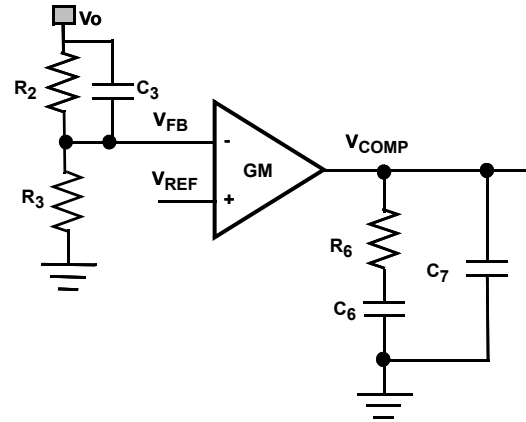 Vo
R2
C3
VFB
-
VREF
GM
+
R3
VCOMP
R6
C7
C6